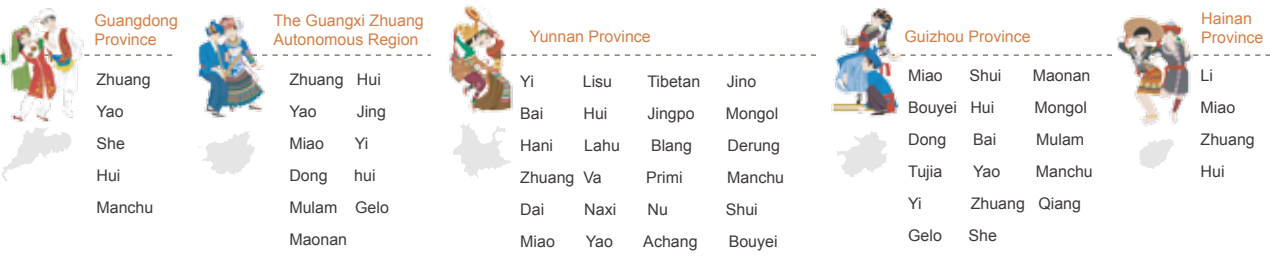 Guangdong
Province
Zhuang
Yao
She
Hui
Manchu
The Guangxi Zhuang
Autonomous Region
Zhuang Hui
Yao Jing
Miao Yi
Dong hui
Mulam Gelo
Maonan
Yunnan Province
Yi Lisu Tibetan Jino
Bai Hui Jingpo Mongol
Hani Lahu Blang Derung
Zhuang Va Primi Manchu
Dai Naxi Nu Shui
Miao Yao Achang Bouyei
Guizhou Province
Miao Shui Maonan
Bouyei Hui Mongol
Dong Bai Mulam
Tujia Yao Manchu
Yi Zhuang Qiang
Gelo She
Hainan
Province
Li
Miao
Zhuang
Hui